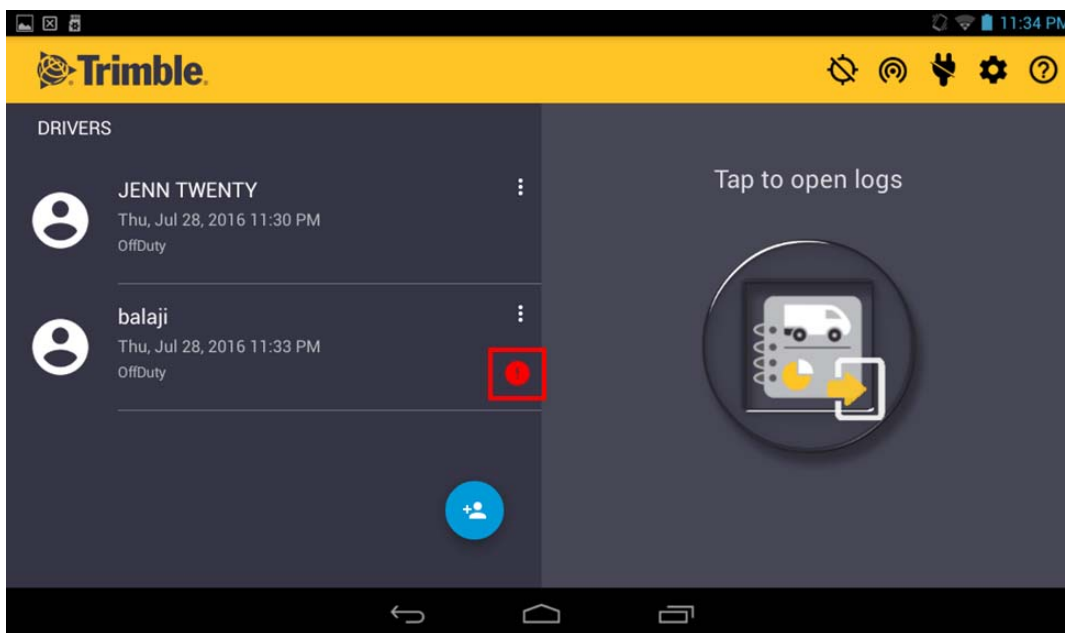 11:34 PM
Trimble.
DRIVERS
JENN TWENTY
Thu, Jul 28, 2016 11:30 PM
OffDuty
balaji
Thu, Jul 28, 2016 11:33 PM
OffDuty
Tap to open logs